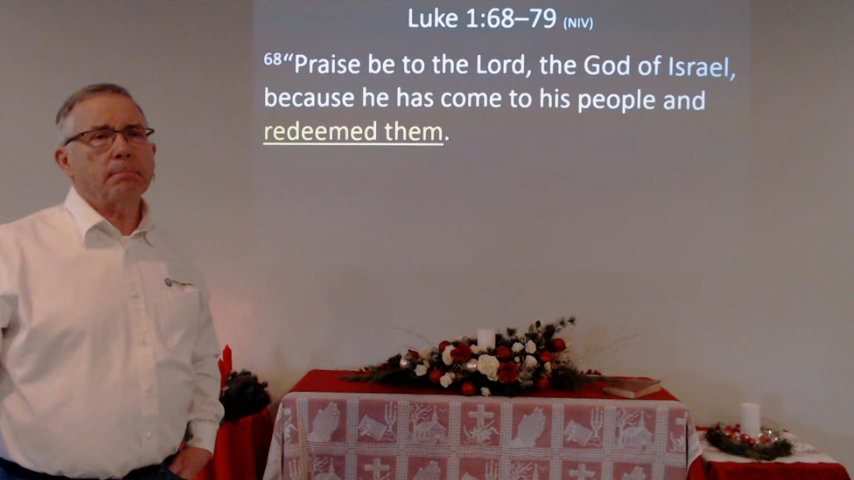 Luke 1:68–79 (NIV)
68“Praise be to the Lord, the God of Israel,
because he has come to his people and
redeemed them.